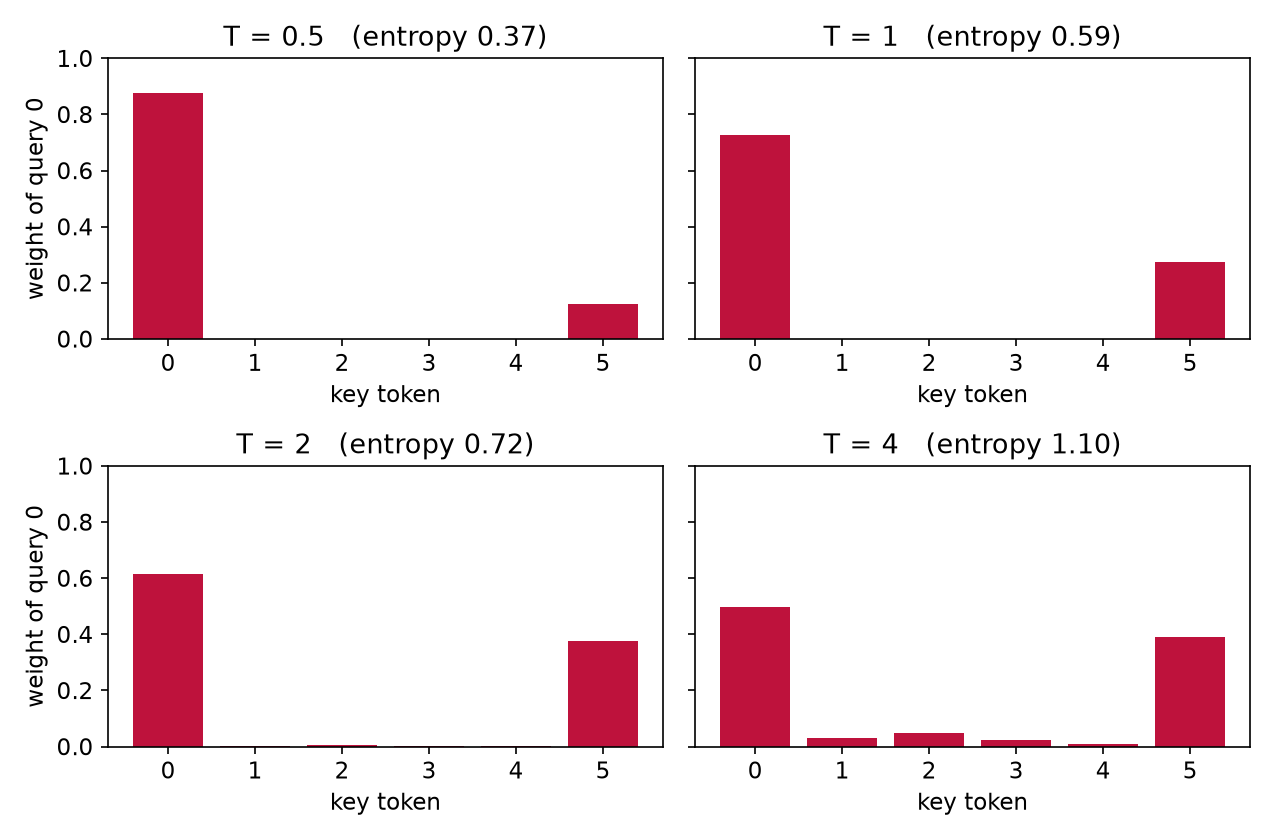 T = 0.5   (entropy 0.37)
weight of query 0
1.0
0.8
0.6
0.4
0.2
0.0
0 1 2 3 4 5
key token
T = 1   (entropy 0.59)
0 1 2 3 4 5
key token
T = 2   (entropy 0.72)
weight of query 0
1.0
0.8
0.6
0.4
0.2
0.0
0 1 2 3 4 5
key token
T = 4   (entropy 1.10)
0 1 2 3 4 5
key token